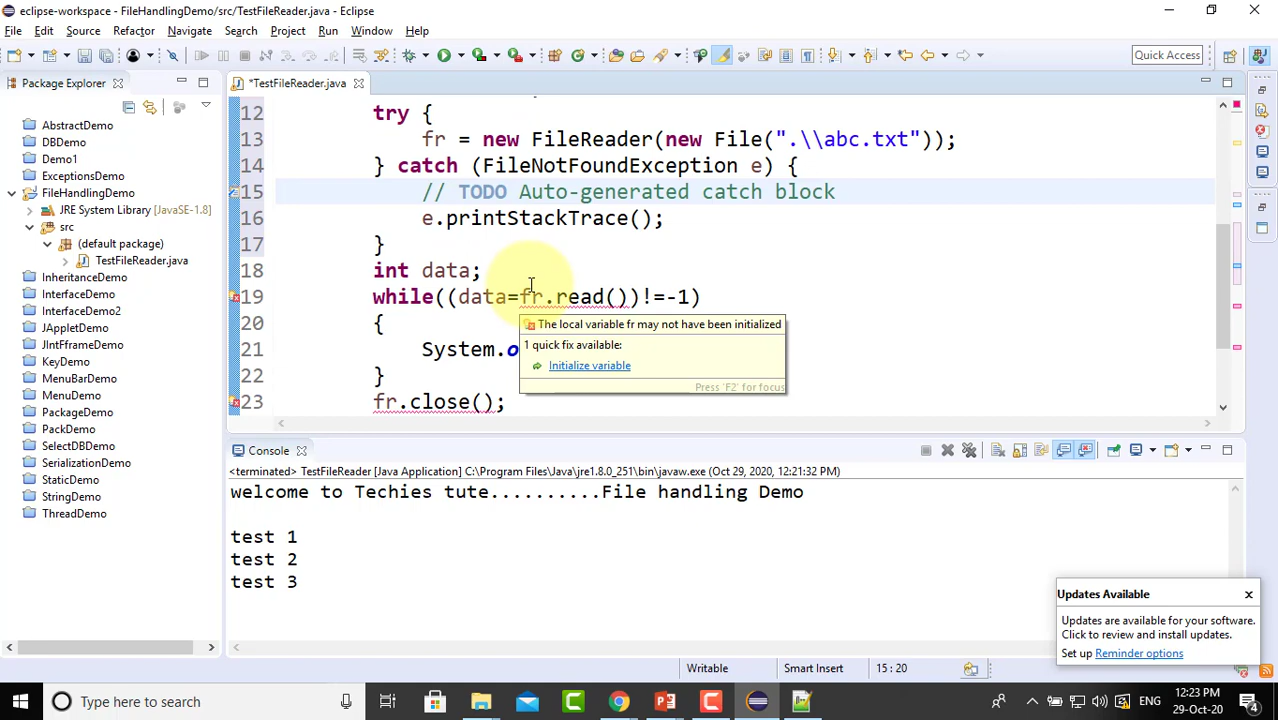 eclipse-workspace - FileHandlingDemo/src/TestFileReader.java - Eclipse
File Edit Source Refactor Navigate Search Project Run Window Help
Quick Access
Package Explorer
AbstractDemo
DBDemo
Demo1
ExceptionsDemo
FileHandlingDemo
JRE System Library [JavaSE-1.8]
src
(default package)
TestFileReader.java
InheritanceDemo
InterfaceDemo
InterfaceDemo2
JAppletDemo
JIntfFrameDemo
KeyDemo
MenuBarDemo
MenuDemo
PackageDemo
PackDemo
SelectDBDemo
SerializationDemo
StaticDemo
StringDemo
ThreadDemo
*TestFileReader.java
12 try {
13 fr = new FileReader(new File(".\\abc.txt"));
14 } catch (FileNotFoundException e) {
15 // TODO Auto-generated catch block
16 e.printStackTrace();
17 }
18 int data;
19 while((data=fr.read())!=-1)
20 {
21 System.o
22 }
23 fr.close();
The local variable fr may not have been initialized
1 quick fix available:
Initialize variable
Press 'F2' for focus
Console
<terminated> TestFileReader [Java Application] C:\Program Files\Java\jre1.8.0_251\bin\javaw.exe (Oct 29, 2020, 12:21:32 PM)
welcome to Techies tute..........File handling Demo
test 1
test 2
test 3
Updates Available
Updates are available for your software.
Click to review and install updates.
Set up Reminder options
Writable
Smart Insert
15 : 20
Type here to search
12:23 PM
29-Oct-20
4